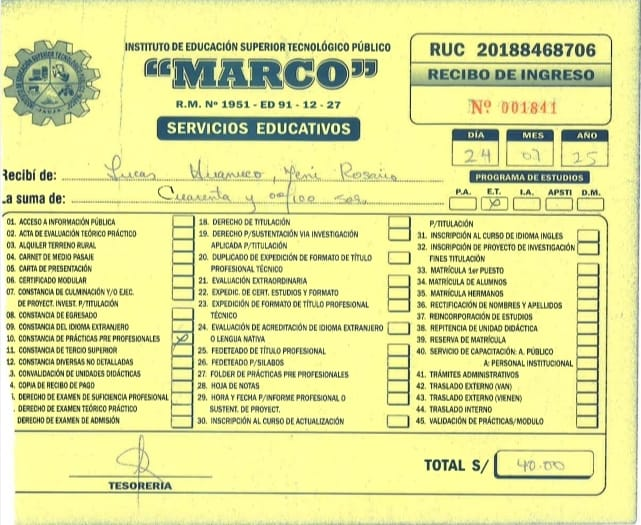 INSTITUTO DE EDUCACIÓN SUPERIOR TECNOLÓGICO PÚBLICO
"MARCO"
R.M. Nº 1951 - ED 91 - 12 - 27
SERVICIOS EDUCATIVOS
RUC 20188468706
RECIBO DE INGRESO
Nº 001841
DÍA MES AÑO
24 07 25
PROGRAMA DE ESTUDIOS
P.A. E.T. I.A. APSTI D.M.
X
Recibí de: Lucas Huanuco, Meni Rosario
La suma de: Cuarenta y 00/100 soles
01. ACCESO A INFORMACIÓN PÚBLICA
02. ACTA DE EVALUACIÓN TEÓRICO PRÁCTICO
03. ALQUILER TERRENO RURAL
04. CARNET DE MEDIO PASAJE
05. CARTA DE PRESENTACIÓN
06. CERTIFICADO MODULAR
07. CONSTANCIA DE CULMINACIÓN Y/O EJEC.
DE PROYECT. INVEST. P/TITULACIÓN
08. CONSTANCIA DE EGRESADO
09. CONSTANCIA DEL IDIOMA EXTRANJERO
10. CONSTANCIA DE PRÁCTICAS PRE PROFESIONALES X
11. CONSTANCIA DE TERCIO SUPERIOR
12. CONSTANCIA DIVERSAS NO DETALLADAS
3. CONVALIDACIÓN DE UNIDADES DIDÁCTICAS
4. COPIA DE RECIBO DE PAGO
. DERECHO DE EXAMEN DE SUFICIENCIA PROFESIONAL
. DERECHO DE EXAMEN TEÓRICO PRÁCTICO
DERECHO DE EXAMEN DE ADMISIÓN
18. DERECHO DE TITULACIÓN
19. DERECHO P/SUSTENTACIÓN VIA INVESTIGACIÓN
APLICADA P/TITULACIÓN
20. DUPLICADO DE EXPEDICIÓN DE FORMATO DE TÍTULO
PROFESIONAL TÉCNICO
21. EVALUACIÓN EXTRAORDINARIA
22. EXPEDIC. DE CERT. ESTUDIOS Y FORMATO
23. EXPEDICIÓN DE FORMATO DE TÍTULO PROFESIONAL
TÉCNICO
24. EVALUACIÓN DE ACREDITACIÓN DE IDIOMA EXTRANJERO
O LENGUA NATIVA
25. FEDETEADO DE TÍTULO PROFESIONAL
26. FEDETEADO P/SILABOS
27. FOLDER DE PRÁCTICAS PRE PROFESIONALES
28. HOJA DE NOTAS
29. HORA Y FECHA P/INFORME PROFESIONAL O
SUSTENT. DE PROYECT.
30. INSCRIPCIÓN AL CURSO DE ACTUALIZACIÓN
P/TITULACIÓN
31. INSCRIPCIÓN AL CURSO DE IDIOMA INGLES
32. INSCRIPCIÓN DE PROYECTO DE INVESTIGACIÓN
FINES TITULACIÓN
33. MATRÍCULA 1er PUESTO
34. MATRÍCULA DE ALUMNOS
35. MATRÍCULA HERMANOS
36. RECTIFICACIÓN DE NOMBRES Y APELLIDOS
37. REINCORPORACIÓN DE ESTUDIOS
38. REPITENCIA DE UNIDAD DIDÁCTICA
39. RESERVA DE MATRÍCULA
40. SERVICIO DE CAPACITACIÓN: A. PÚBLICO
A: PERSONAL INSTITUCIONAL
41. TRÁMITES ADMINISTRATIVOS
42. TRASLADO EXTERNO (VAN)
43. TRASLADO EXTERNO (VIENEN)
44. TRASLADO INTERNO
45. VALIDACIÓN DE PRÁCTICAS/MODULO
TOTAL S/ 40.00
TESORERÍA